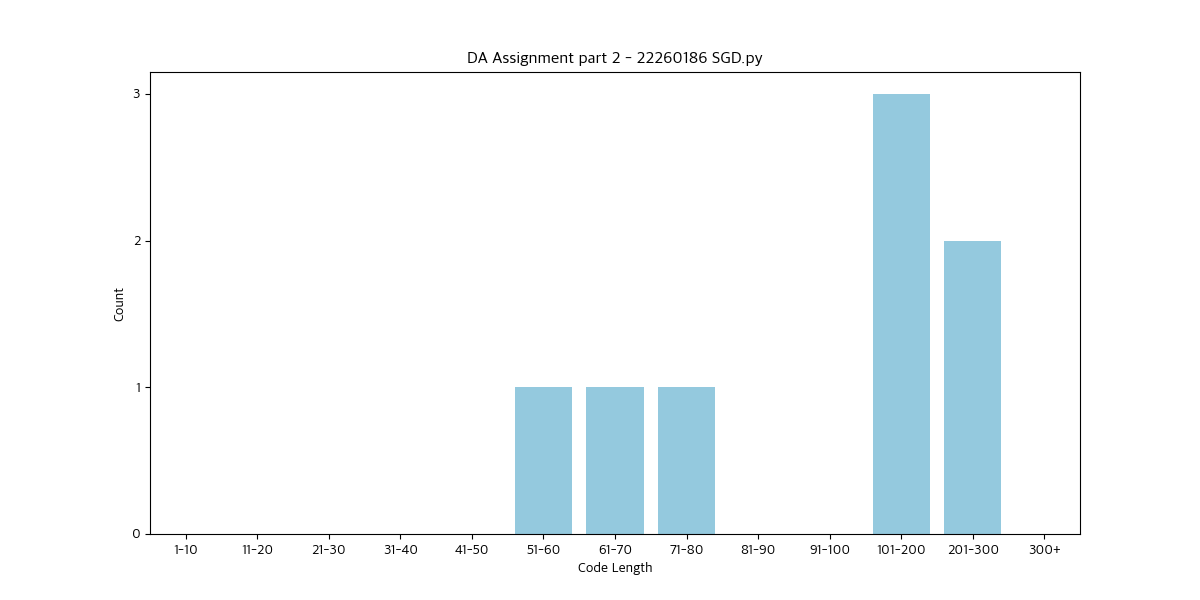 DA Assignment part 2 - 22260186 SGD.py
3
2
1
0
Count
1-10 11-20 21-30 31-40 41-50 51-60 61-70 71-80 81-90 91-100 101-200 201-300 300+
Code Length